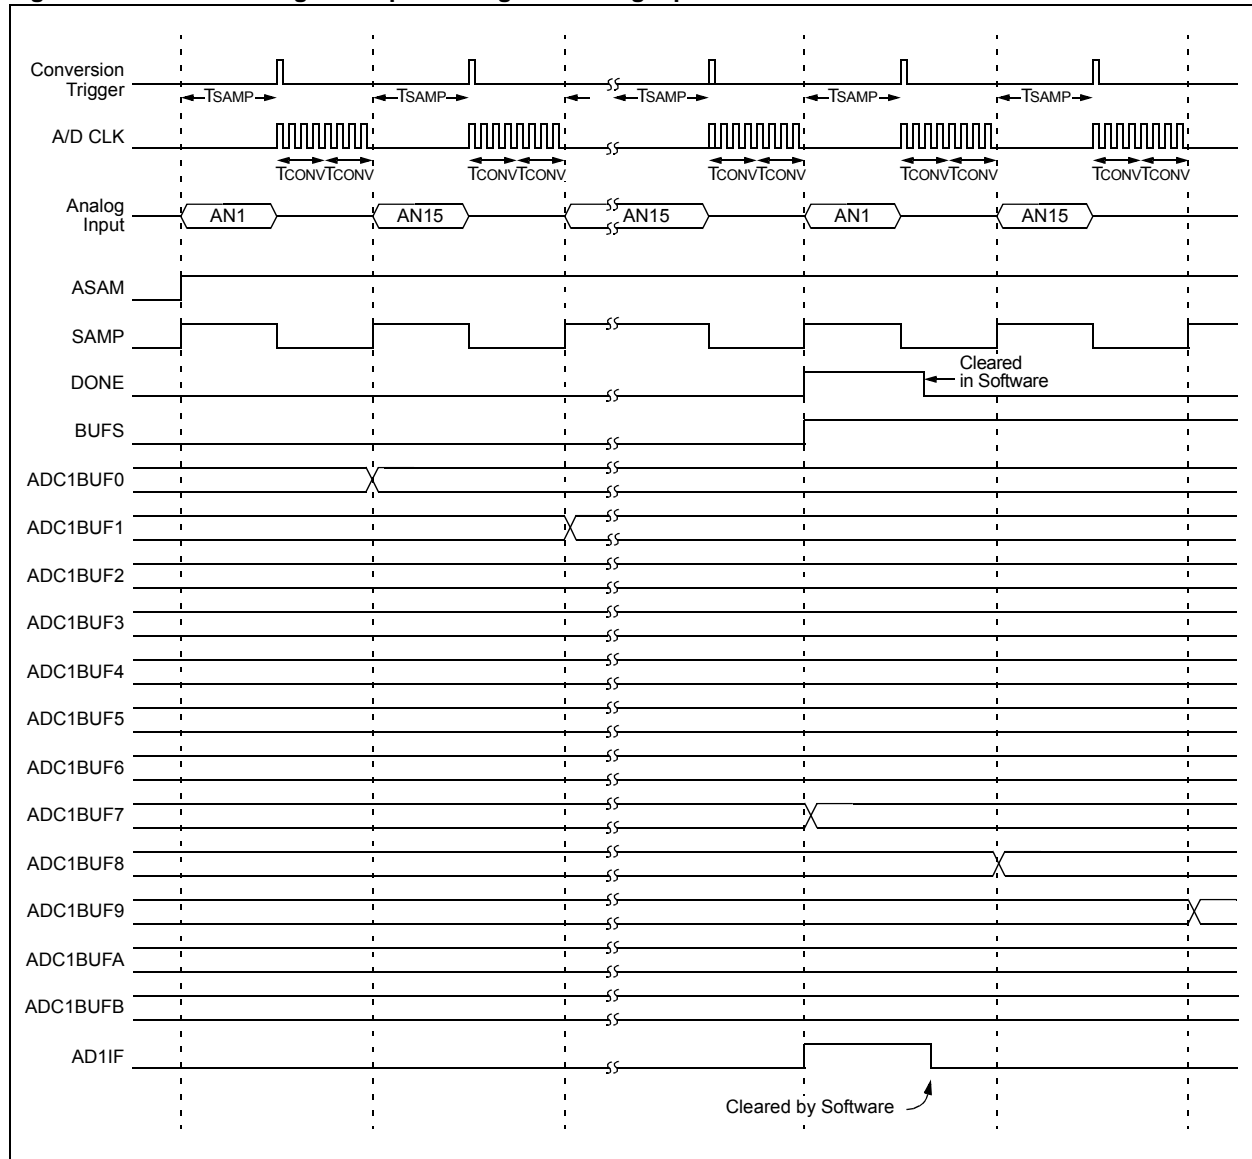 Conversion
Trigger
TSAMP TSAMP TSAMP TSAMP TSAMP
A/D CLK
TCONV TCONV TCONV TCONV TCONV TCONV TCONV TCONV TCONV TCONV
Analog
Input
AN1 AN15 AN15 AN1 AN15
ASAM
SAMP
DONE
Cleared
in Software
BUFS
ADC1BUF0
ADC1BUF1
ADC1BUF2
ADC1BUF3
ADC1BUF4
ADC1BUF5
ADC1BUF6
ADC1BUF7
ADC1BUF8
ADC1BUF9
ADC1BUFA
ADC1BUFB
AD1IF
Cleared by Software